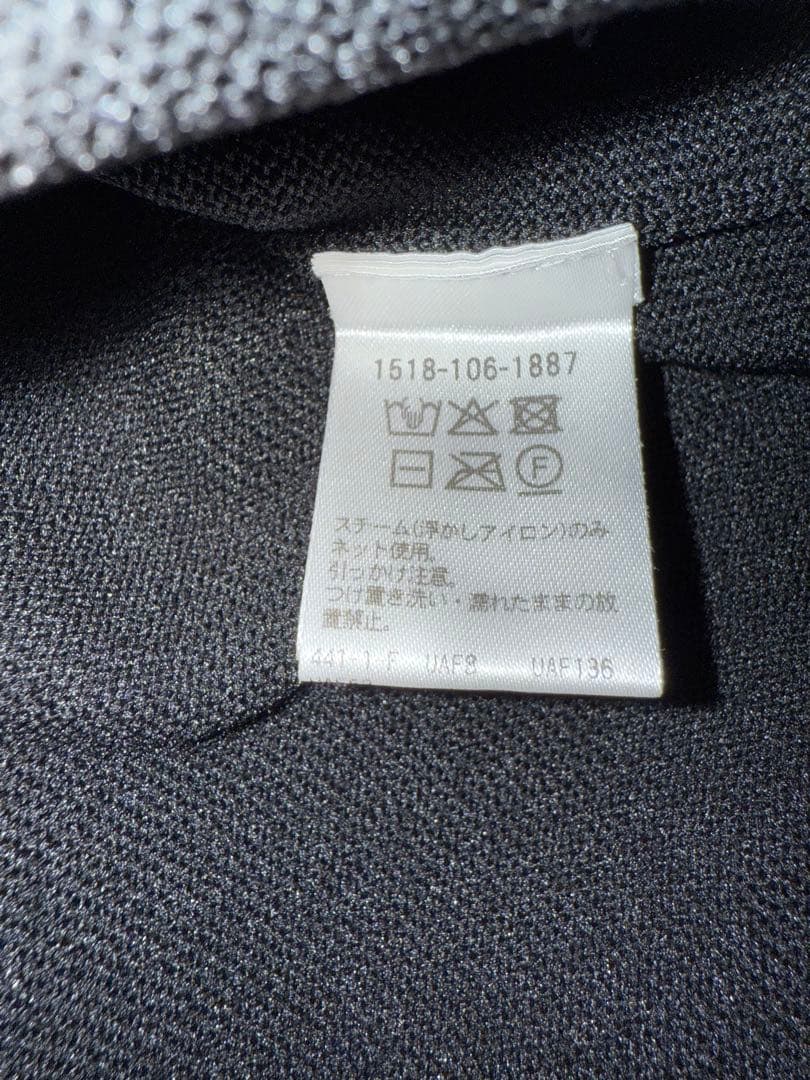 1518-106-1887
F
スチーム(浮かしアイロン)のみ
ネット使用。
引っかけ注意。
つけ置き洗い・濡れたままの放
置禁止。
441-1 F UAF8 UAF136